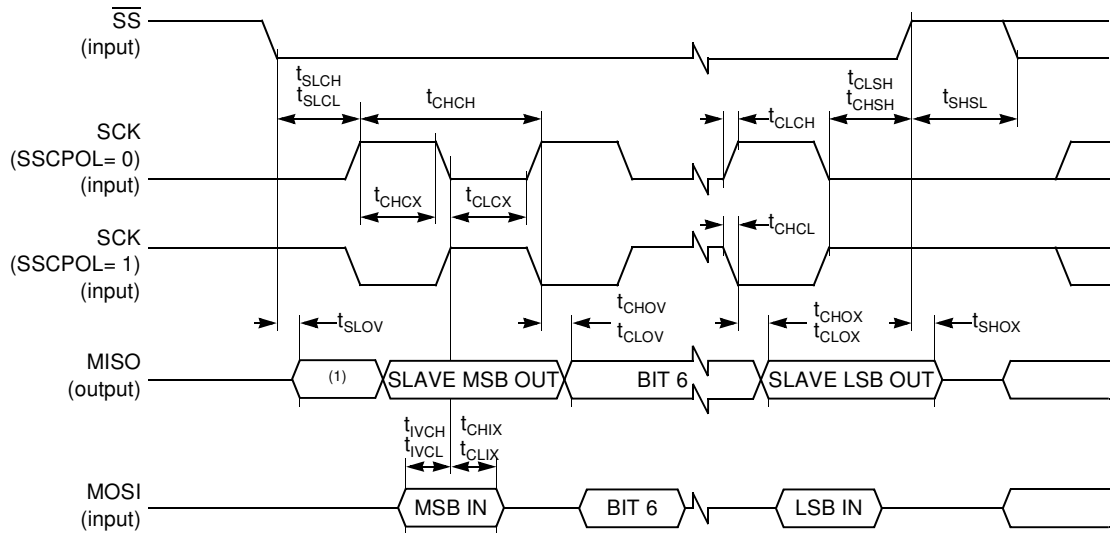 SS
(input)
tSLCH
tSLCL
tCHCH
tCLCH
tCLSH
tCHSH
tSHSL
SCK
(SSCPOL= 0)
(input)
tCHCX
tCLCX
SCK
(SSCPOL= 1)
(input)
tCHCL
tSLOV
tCHOV
tCLOV
tCHOX
tCLOX
tSHOX
MISO
(output)
(1)
SLAVE MSB OUT
BIT 6
SLAVE LSB OUT
tIVCH
tIVCL
tCHIX
tCLIX
MOSI
(input)
MSB IN
BIT 6
LSB IN